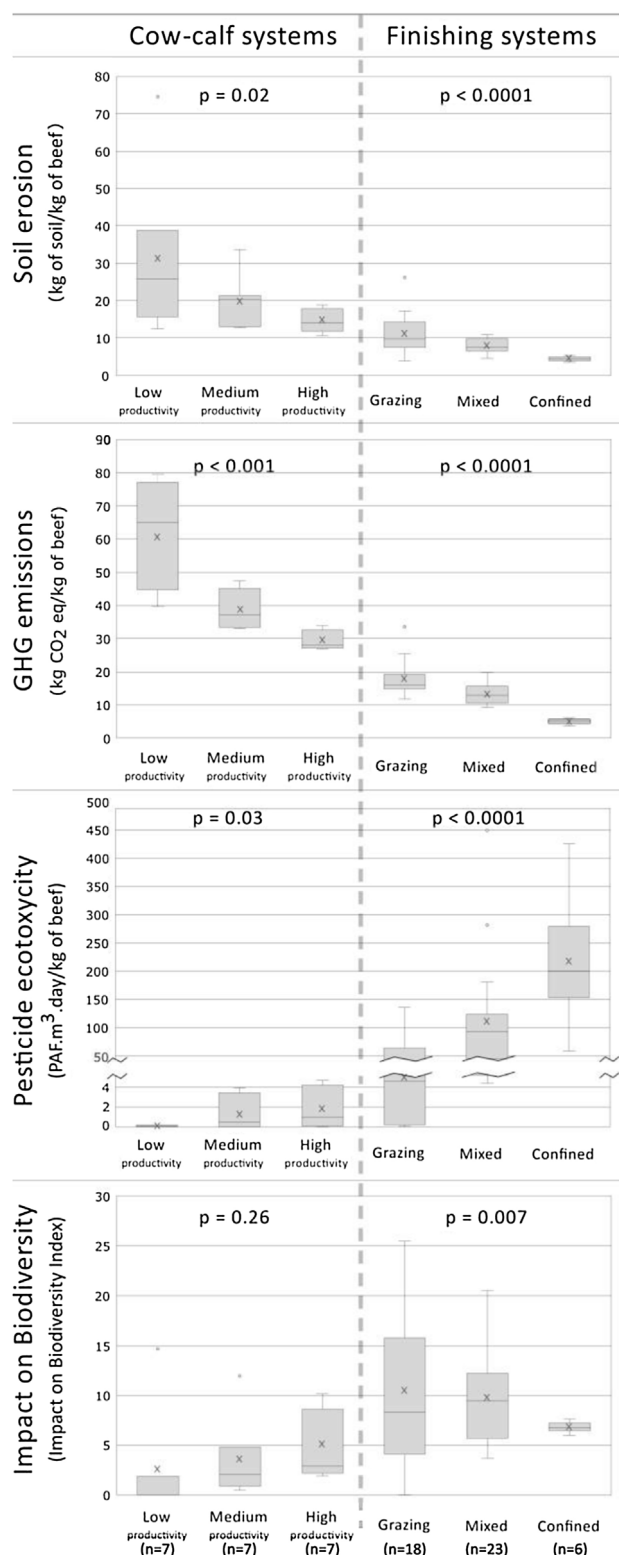 Cow-calf systems Finishing systems
Soil erosion
(kg of soil/kg of beef)
p = 0.02 p < 0.0001
80
70
60
50
40
30
20
10
0
Low Medium High Grazing Mixed Confined
productivity productivity productivity
GHG emissions
(kg CO2 eq/kg of beef)
p < 0.001 p < 0.0001
90
80
70
60
50
40
30
20
10
0
Low Medium High Grazing Mixed Confined
productivity productivity productivity
Pesticide ecotoxycity
(PAF.m³.day/kg of beef)
p = 0.03 p < 0.0001
500
450
400
350
300
250
200
150
100
50
4
2
0
Low Medium High Grazing Mixed Confined
productivity productivity productivity
Impact on Biodiversity
(Impact on Biodiversity Index)
p = 0.26 p = 0.007
30
25
20
15
10
5
0
Low Medium High Grazing Mixed Confined
productivity productivity productivity
(n=7) (n=7) (n=7) (n=18) (n=23) (n=6)